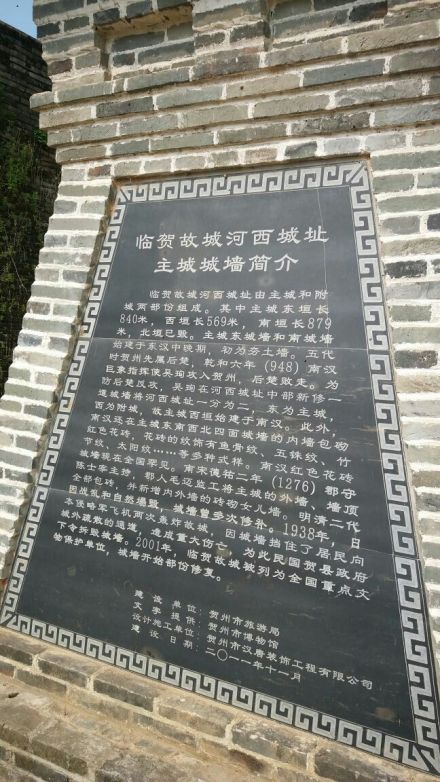 临贺故城河西城址
主城城墙简介
临贺故城河西城址由主城和附
城两部份组成。其中主城东垣长
840米，西垣长569米，南垣长879
米，北垣已毁。主城东城墙和南城墙
始建于东汉中晚期，初为夯土墙。五代
时贺州先属后楚，乾和六年（948）南汉
巨象指挥使吴珣攻入贺州，后楚败走。为
防后楚反攻，吴珣在河西城址中部新修一
道城墙将河西城址一分为二，东为主城，
西为附城，故主城西垣始建于南汉。此外，
南汉还在主城东南西北四面城墙的内墙包砌
红色花砖，花砖的纹饰有鱼骨纹、五铢纹、竹
节纹、太阳纹……等多种式样。南汉红色花砖
城墙现在全国罕见。南宋德祐二年（1276）郡守
陈士宰主持，鄀人毛迈监工将主城的外墙、墙顶
全部包砖，并新增内外墙的砖砌女儿墙。明清二代
因战乱和自然塌毁，城墙曾多次修补。1938年，日
本侵略军飞机两次轰炸故城，因城墙挡住了居民向
城外疏散的通道，造成重大伤亡，为此民国贺县政府
下令拆毁城墙。2001年，临贺故城被列为全国重点文
物保护单位，城墙开始部份修复。
建设单位：贺州市旅游局
文字提供：贺州市博物馆
设计施工单位：贺州市汉唐装饰工程有限公司
建设日期：二〇一一年十一月